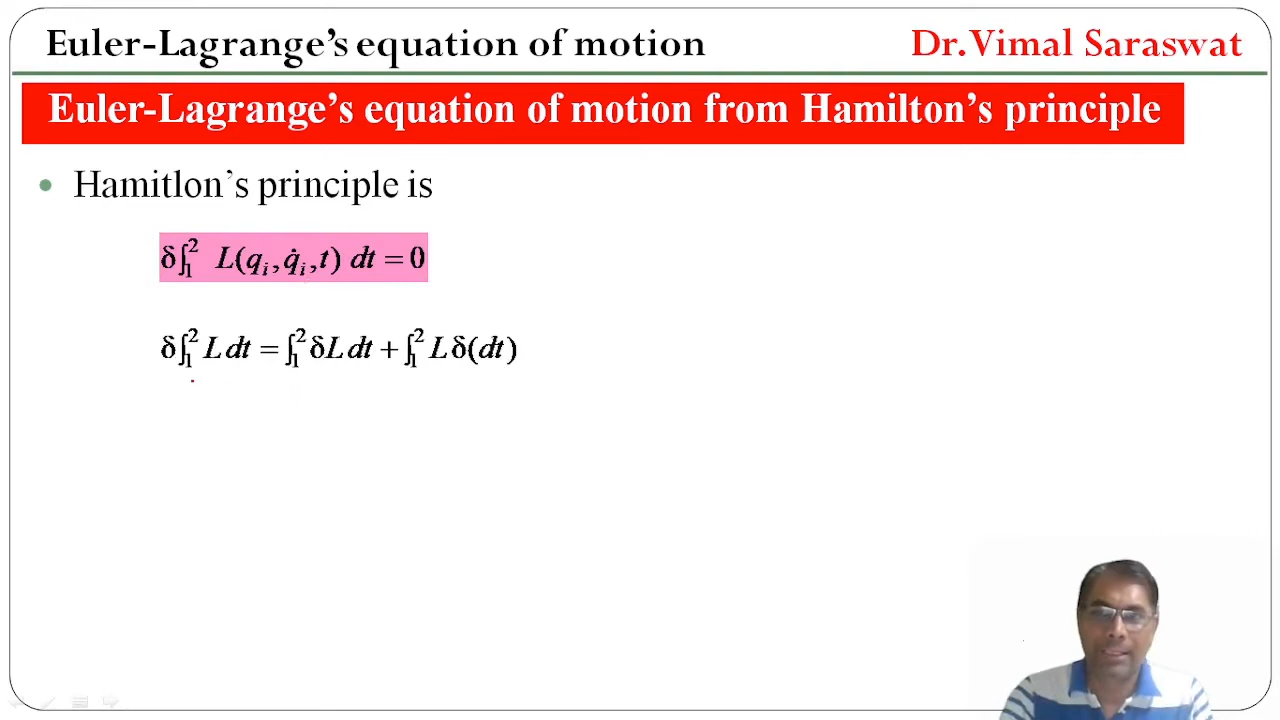 Euler-Lagrange's equation of motion Dr.Vimal Saraswat
Euler-Lagrange's equation of motion from Hamilton's principle
• Hamitlon's principle is
δ∫₁² L(qᵢ, q̇ᵢ, t) dt = 0
δ∫₁² L dt = ∫₁² δL dt + ∫₁² L δ(dt)